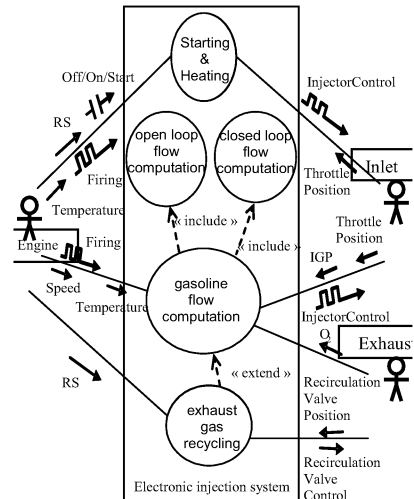 Starting
&
Heating
Off/On/Start
InjectorControl
RS
open loop
flow
computation
closed loop
flow
computation
Inlet
Firing
Throttle
Position
Temperature
« include »
Throttle
Position
Engine
Firing
« include »
IGP
Speed
gasoline
flow
computation
Temperature
InjectorControl
O2
Exhaust
« extend »
RS
Recirculation
Valve
Position
exhaust
gas
recycling
Recirculation
Valve
Control
Electronic injection system